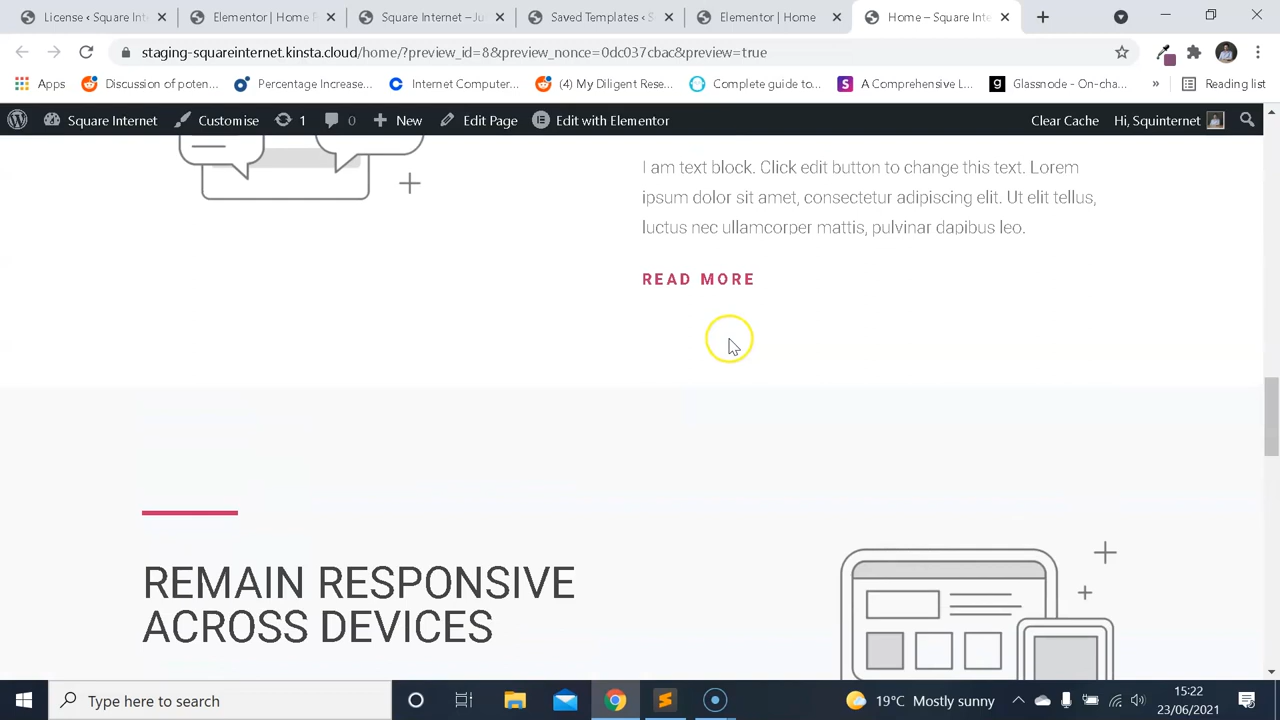 License ‹ Square Int
Elementor | Home P
Square Internet – Ju
Saved Templates ‹ S
Elementor | Home
Home – Square Inte
staging-squareinternet.kinsta.cloud/home/?preview_id=8&preview_nonce=0dc037cbac&preview=true
Apps
Discussion of poten...
Percentage Increase...
Internet Computer...
(4) My Diligent Rese...
Complete guide to...
A Comprehensive L...
Glassnode - On-cha...
»
Reading list
Square Internet
Customise
1
0
New
Edit Page
Edit with Elementor
Clear Cache
Hi, Squinternet
I am text block. Click edit button to change this text. Lorem
ipsum dolor sit amet, consectetur adipiscing elit. Ut elit tellus,
luctus nec ullamcorper mattis, pulvinar dapibus leo.
READ MORE
REMAIN RESPONSIVE
ACROSS DEVICES
Type here to search
19°C Mostly sunny
15:22
23/06/2021